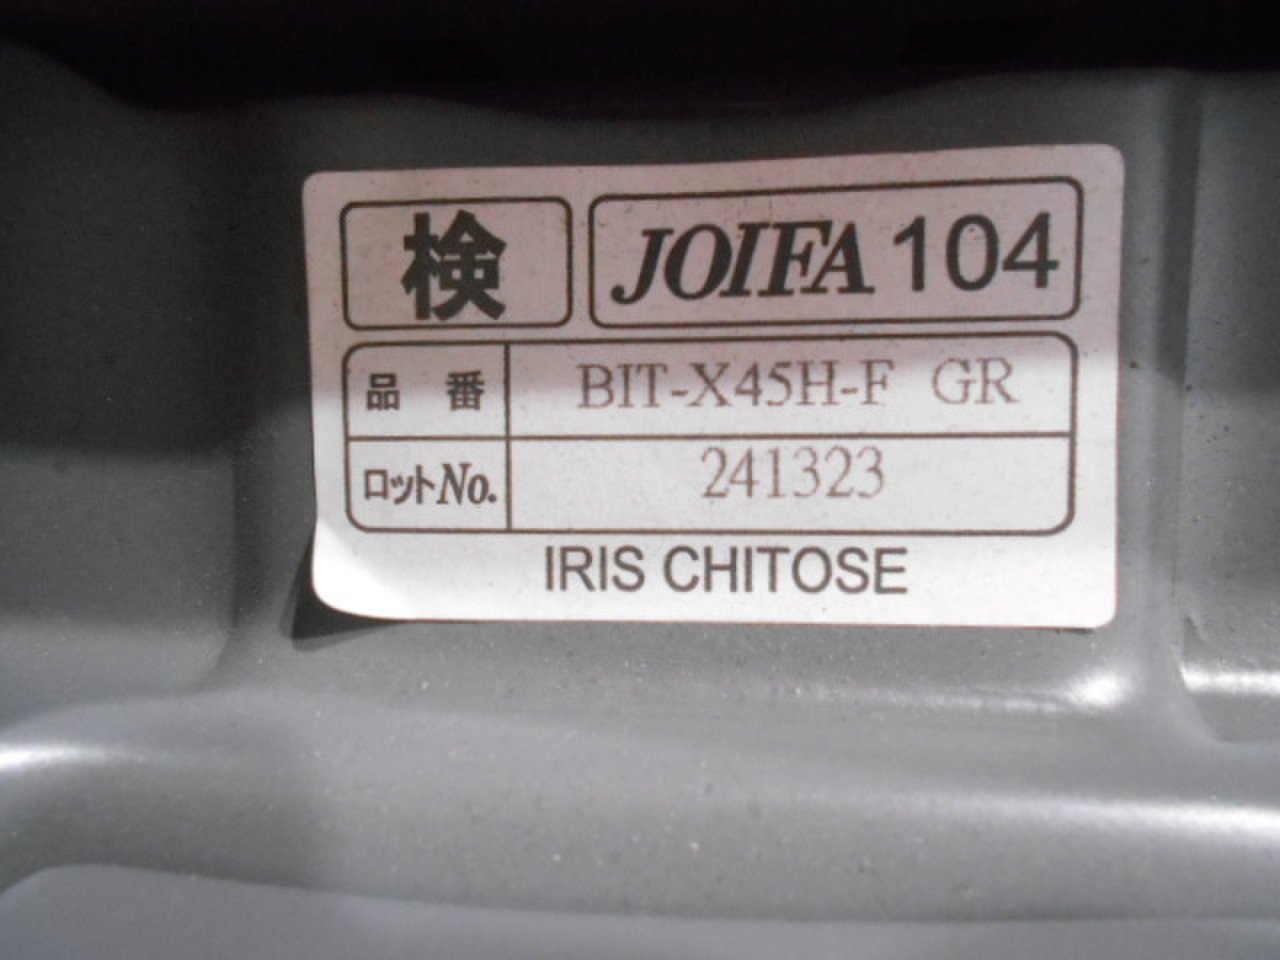 検 JOIFA 104
品番 BIT-X45H-F GR
ロットNo. 241323
IRIS CHITOSE